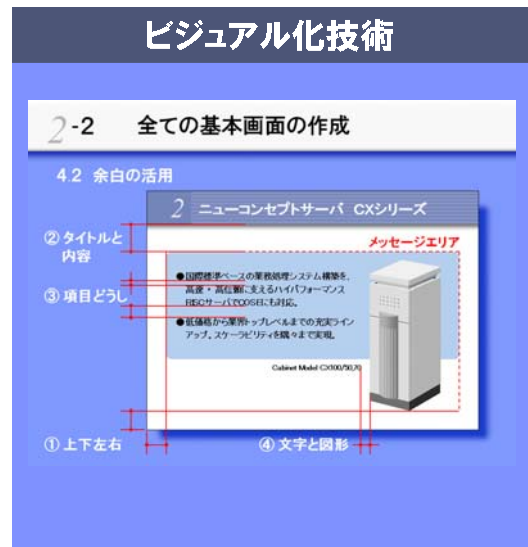 ビジュアル化技術
2-2 全ての基本画面の作成
4.2 余白の活用
2 ニューコンセプトサーバ CXシリーズ
② タイトルと
内容
メッセージエリア
●国際標準ベースの業務処理システム構築を、
高速・高信頼に支えるハイパフォーマンス
RISCサーバでOSEにも対応。
③ 項目どうし
●低価格から業界トップレベルまでの充実ライン
アップ。スケーラビリティを隅々まで実現。
Cabinet Model CX100/50,70
① 上下左右
④ 文字と図形